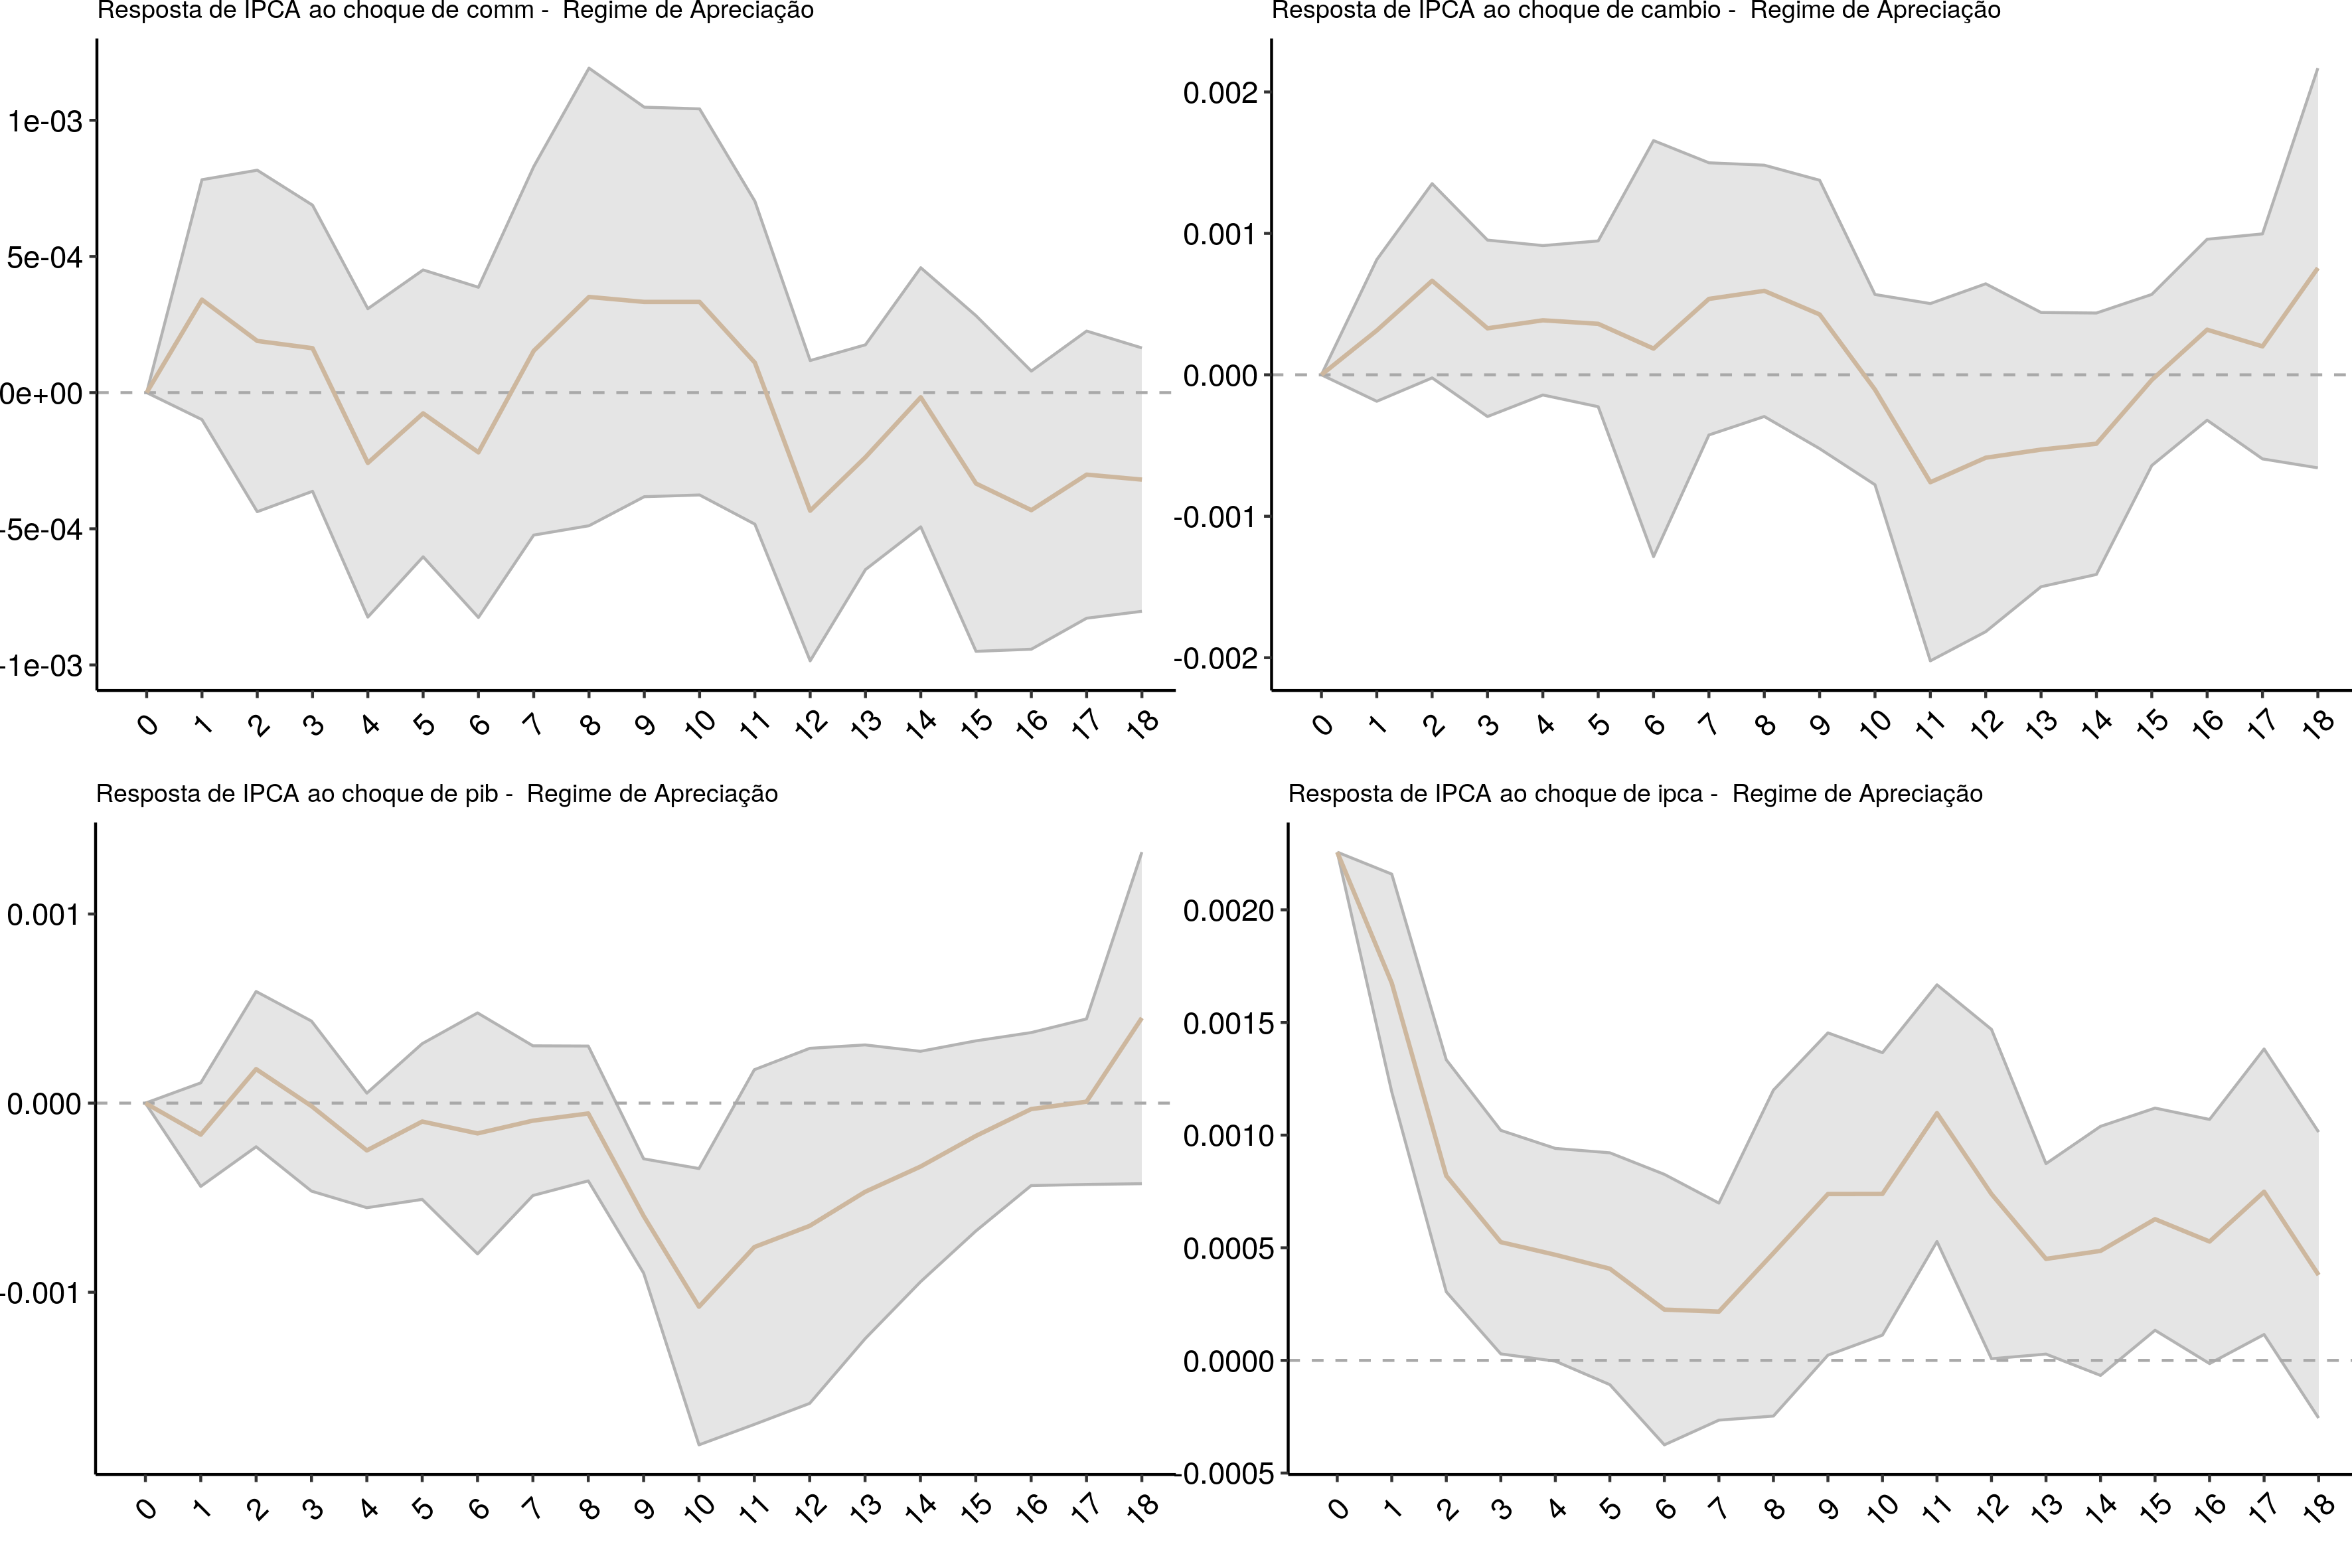 Resposta de IPCA ao choque de comm -  Regime de Apreciação
1e-03
5e-04
0e+00
-5e-04
-1e-03
0 1 2 3 4 5 6 7 8 9 10 11 12 13 14 15 16 17 18
Resposta de IPCA ao choque de cambio -  Regime de Apreciação
0.002
0.001
0.000
-0.001
-0.002
0 1 2 3 4 5 6 7 8 9 10 11 12 13 14 15 16 17 18
Resposta de IPCA ao choque de pib -  Regime de Apreciação
0.001
0.000
-0.001
0 1 2 3 4 5 6 7 8 9 10 11 12 13 14 15 16 17 18
Resposta de IPCA ao choque de ipca -  Regime de Apreciação
0.0020
0.0015
0.0010
0.0005
0.0000
-0.0005
0 1 2 3 4 5 6 7 8 9 10 11 12 13 14 15 16 17 18